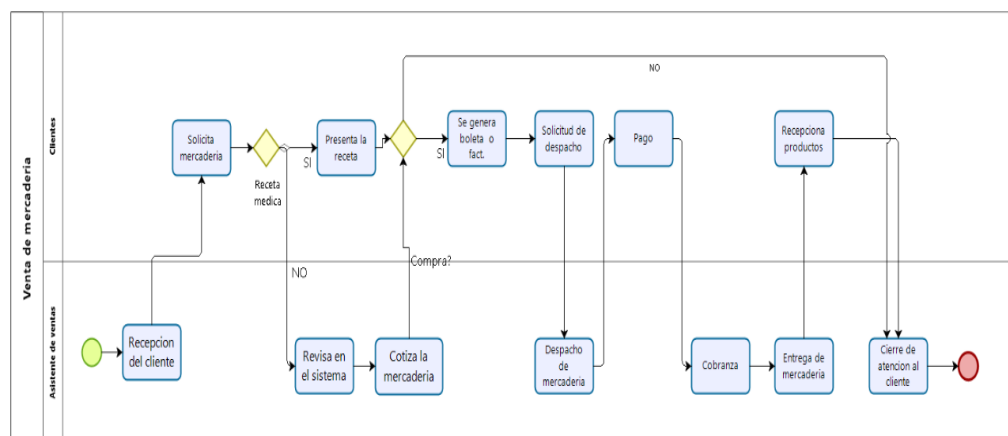 Venta de mercaderia
Clientes
Solicita
mercaderia
Receta
medica
SI
Presenta la
receta
NO
SI
Se genera
boleta o
fact.
Solicitud de
despacho
Pago
Recepciona
productos
Asistente de ventas
Recepcion
del cliente
NO
Revisa en
el sistema
Cotiza la
mercaderia
Compra?
Despacho
de
mercaderia
Cobranza
Entrega de
mercaderia
Cierre de
atencion al
cliente